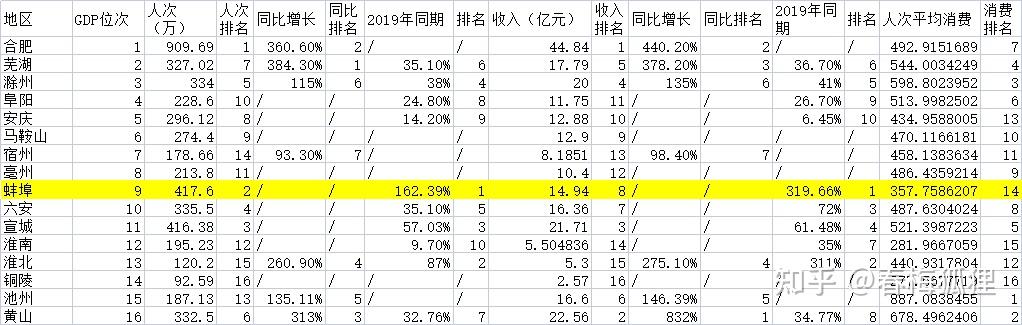 地区 GDP位次 人次（万） 人次排名 同比增长 同比排名 2019年同期 排名 收入（亿元） 收入排名 同比增长 同比排名 2019年同期 排名 人次平均消费 消费排名
合肥 1 909.69 1 360.60% 2 / / 44.84 1 440.20% 2 / / 492.9151689 7
芜湖 2 327.02 7 384.30% 1 35.10% 6 17.79 5 378.20% 3 36.70% 6 544.0034249 4
滁州 3 334 5 115% 6 38% 4 20 4 135% 6 41% 5 598.8023952 3
阜阳 4 228.6 10 / / 24.80% 8 11.75 11 / / 26.70% 9 513.9982502 6
安庆 5 296.12 8 / / 14.20% 9 12.88 10 / / 6.45% 10 434.9588005 13
马鞍山 6 274.4 9 / / / / 12.9 9 / / / / 470.1166181 10
宿州 7 178.66 14 93.30% 7 / / 8.1851 13 98.40% 7 / / 458.1383634 11
亳州 8 213.8 11 / / / / 10.4 12 / / / / 486.4359214 9
蚌埠 9 417.6 2 / / 162.39% 1 14.94 8 / / 319.66% 1 357.7586207 14
六安 10 335.5 4 / / 35.10% 5 16.36 7 / / 72% 3 487.6304024 8
宣城 11 416.38 3 / / 57.03% 3 21.71 3 / / 61.48% 4 521.3987223 5
淮南 12 195.23 12 / / 9.70% 10 5.504836 14 / / 35% 7 281.9667059 15
淮北 13 120.2 15 260.90% 4 87% 2 5.3 15 275.10% 4 311% 2 440.9317804 12
铜陵 14 92.59 16 / / / / 2.57 16 / / / / 16
池州 15 187.13 13 135.11% 5 / / 16.6 6 146.39% 5 / / 887.0838455 1
黄山 16 332.5 6 313% 3 32.76% 7 22.56 2 832% 1 34.77% 8 678.4962406 2
知乎 @春梅狐狸